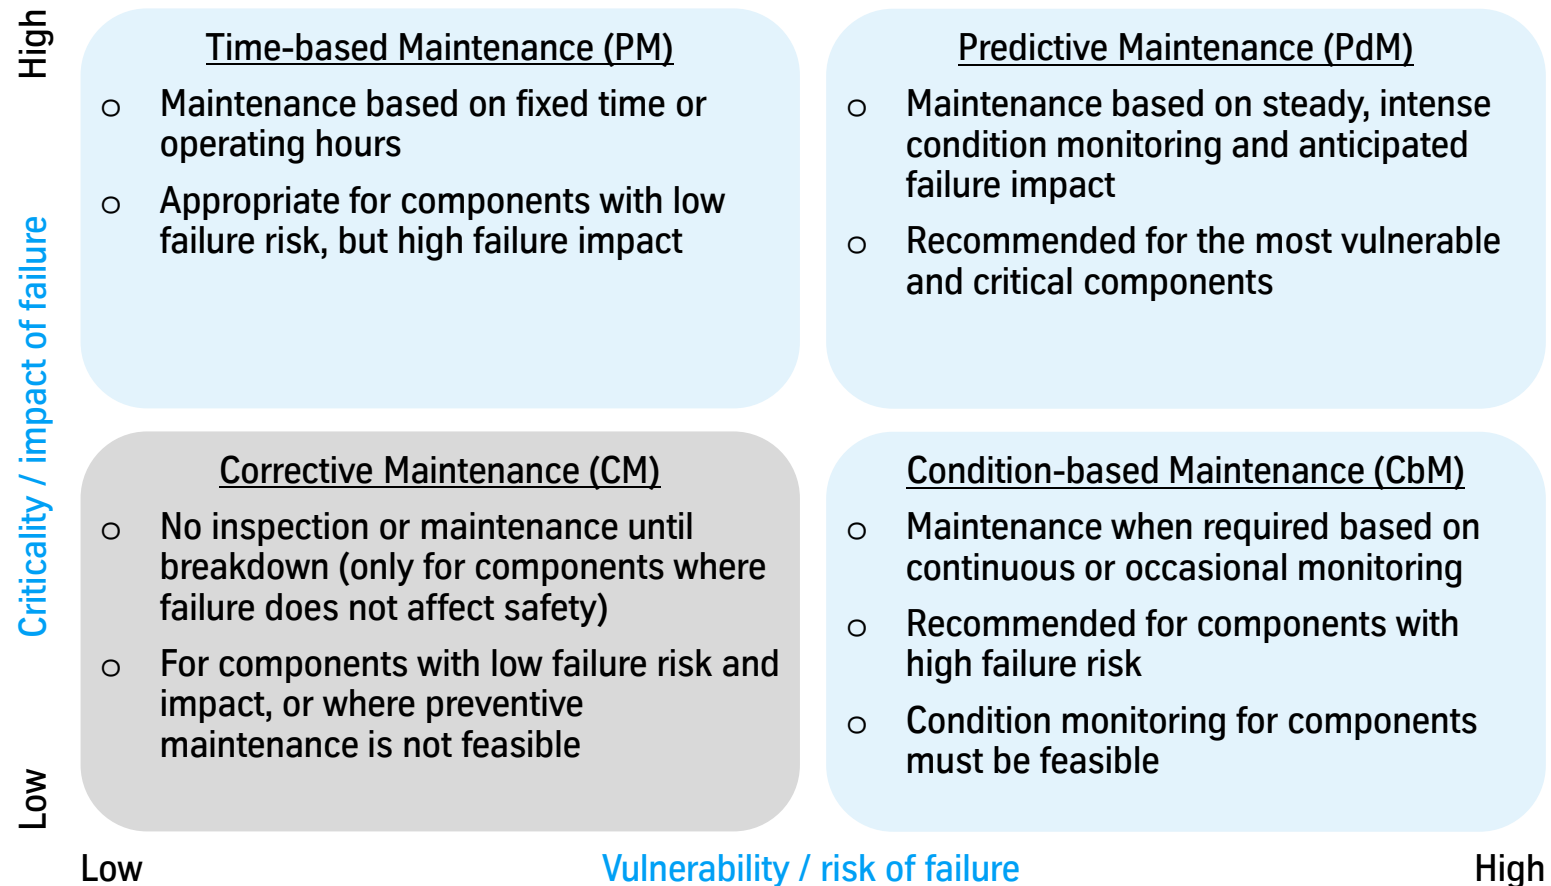 High
Criticality / impact of failure
Low
Time-based Maintenance (PM)
o Maintenance based on fixed time or
operating hours
o Appropriate for components with low
failure risk, but high failure impact
Predictive Maintenance (PdM)
o Maintenance based on steady, intense
condition monitoring and anticipated
failure impact
o Recommended for the most vulnerable
and critical components
Corrective Maintenance (CM)
o No inspection or maintenance until
breakdown (only for components where
failure does not affect safety)
o For components with low failure risk and
impact, or where preventive
maintenance is not feasible
Condition-based Maintenance (CbM)
o Maintenance when required based on
continuous or occasional monitoring
o Recommended for components with
high failure risk
o Condition monitoring for components
must be feasible
Low
Vulnerability / risk of failure
High